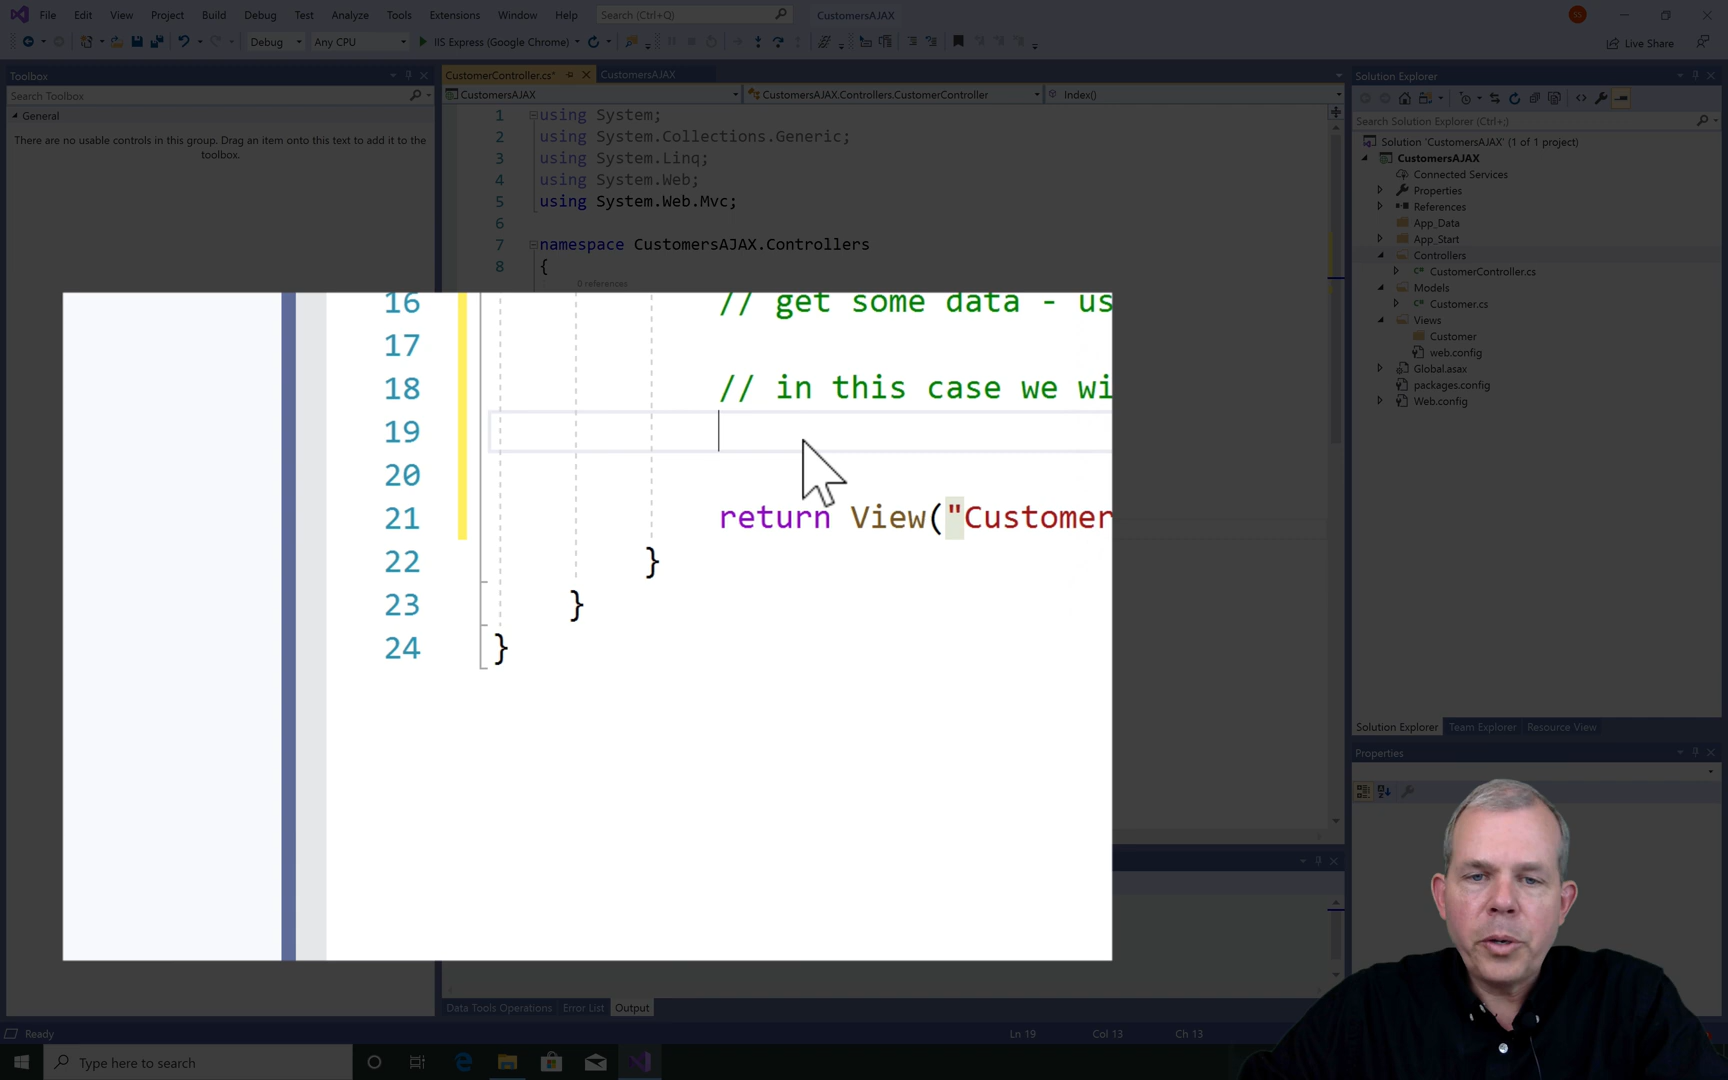 File Edit View Project Build Debug Test Analyze Tools Extensions Window Help Search (Ctrl+Q) CustomersAJAX SS
Debug Any CPU IIS Express (Google Chrome) Live Share
Toolbox
Search Toolbox
General
There are no usable controls in this group. Drag an item onto this text to add it to the
toolbox.
CustomerController.cs* CustomersAJAX
CustomersAJAX CustomersAJAX.Controllers.CustomerController Index()
1 using System;
2 using System.Collections.Generic;
3 using System.Linq;
4 using System.Web;
5 using System.Web.Mvc;
6
7 namespace CustomersAJAX.Controllers
8 {
0 references
16 // get some data - us
17
18 // in this case we wi
19
20
21 return View("Customer
22 }
23 }
24 }
Solution Explorer
Search Solution Explorer (Ctrl+;)
Solution 'CustomersAJAX' (1 of 1 project)
CustomersAJAX
Connected Services
Properties
References
App_Data
App_Start
Controllers
C# CustomerController.cs
Models
C# Customer.cs
Views
Customer
web.config
Global.asax
packages.config
Web.config
Solution Explorer Team Explorer Resource View
Properties
Data Tools Operations Error List Output
Ready Ln 19 Col 13 Ch 13
Type here to search